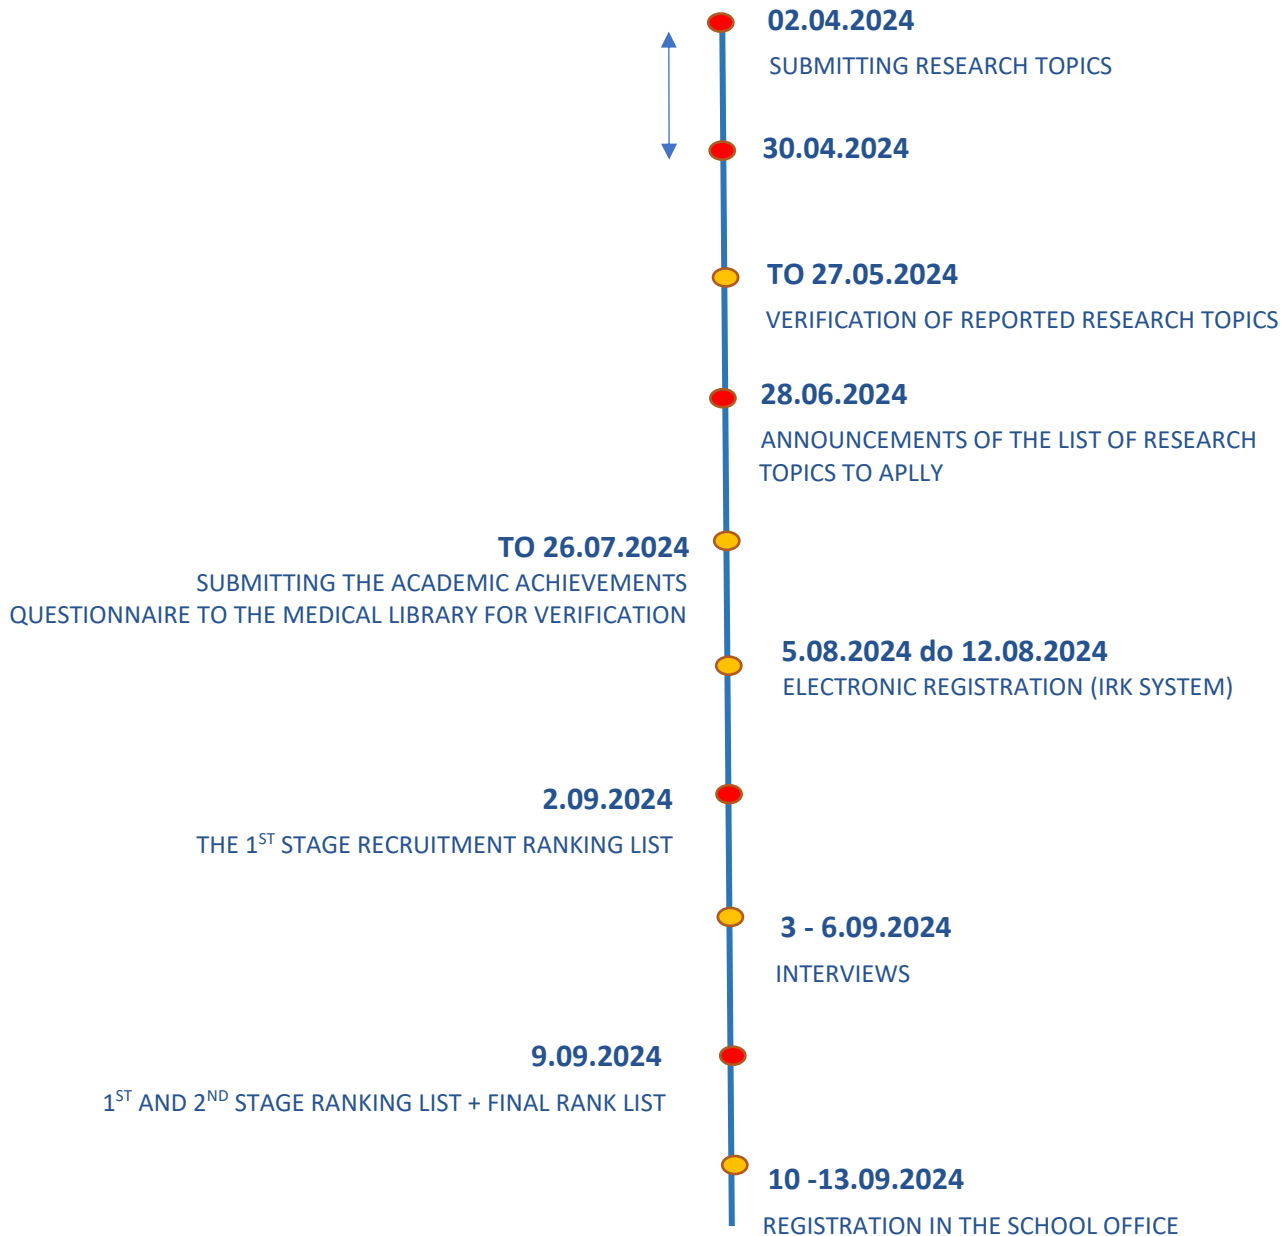 02.04.2024
SUBMITTING RESEARCH TOPICS
30.04.2024
TO 27.05.2024
VERIFICATION OF REPORTED RESEARCH TOPICS
28.06.2024
ANNOUNCEMENTS OF THE LIST OF RESEARCH
TOPICS TO APLLY
TO 26.07.2024
SUBMITTING THE ACADEMIC ACHIEVEMENTS
QUESTIONNAIRE TO THE MEDICAL LIBRARY FOR VERIFICATION
5.08.2024 do 12.08.2024
ELECTRONIC REGISTRATION (IRK SYSTEM)
2.09.2024
THE 1ST STAGE RECRUITMENT RANKING LIST
3 - 6.09.2024
INTERVIEWS
9.09.2024
1ST AND 2ND STAGE RANKING LIST + FINAL RANK LIST
10 -13.09.2024
REGISTRATION IN THE SCHOOL OFFICE